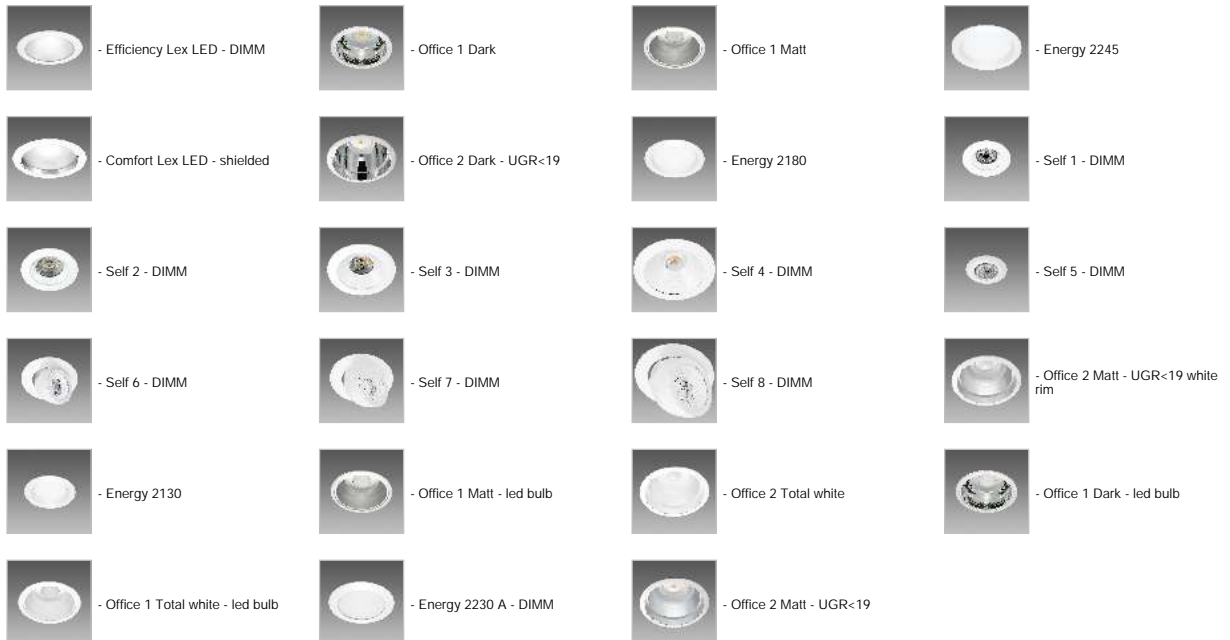 - Efficiency Lex LED - DIMM
- Office 1 Dark
- Office 1 Matt
- Energy 2245
- Comfort Lex LED - shielded
- Office 2 Dark - UGR<19
- Energy 2180
- Self 1 - DIMM
- Self 2 - DIMM
- Self 3 - DIMM
- Self 4 - DIMM
- Self 5 - DIMM
- Self 6 - DIMM
- Self 7 - DIMM
- Self 8 - DIMM
- Office 2 Matt - UGR<19 white
rim
- Energy 2130
- Office 1 Matt - led bulb
- Office 2 Total white
- Office 1 Dark - led bulb
- Office 1 Total white - led bulb
- Energy 2230 A - DIMM
- Office 2 Matt - UGR<19